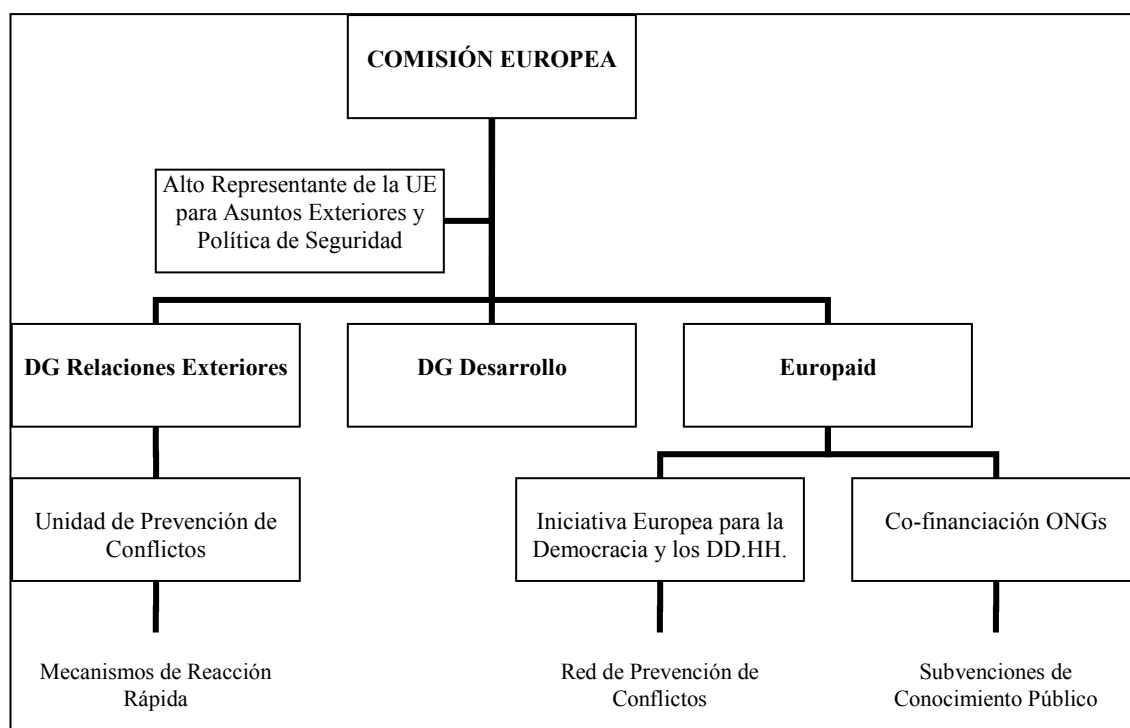 COMISIÓN EUROPEA
Alto Representante de la UE
para Asuntos Exteriores y
Política de Seguridad
DG Relaciones Exteriores
DG Desarrollo
Europaid
Unidad de Prevención de
Conflictos
Iniciativa Europea para la
Democracia y los DD.HH.
Co-financiación ONGs
Mecanismos de Reacción
Rápida
Red de Prevención de
Conflictos
Subvenciones de
Conocimiento Público